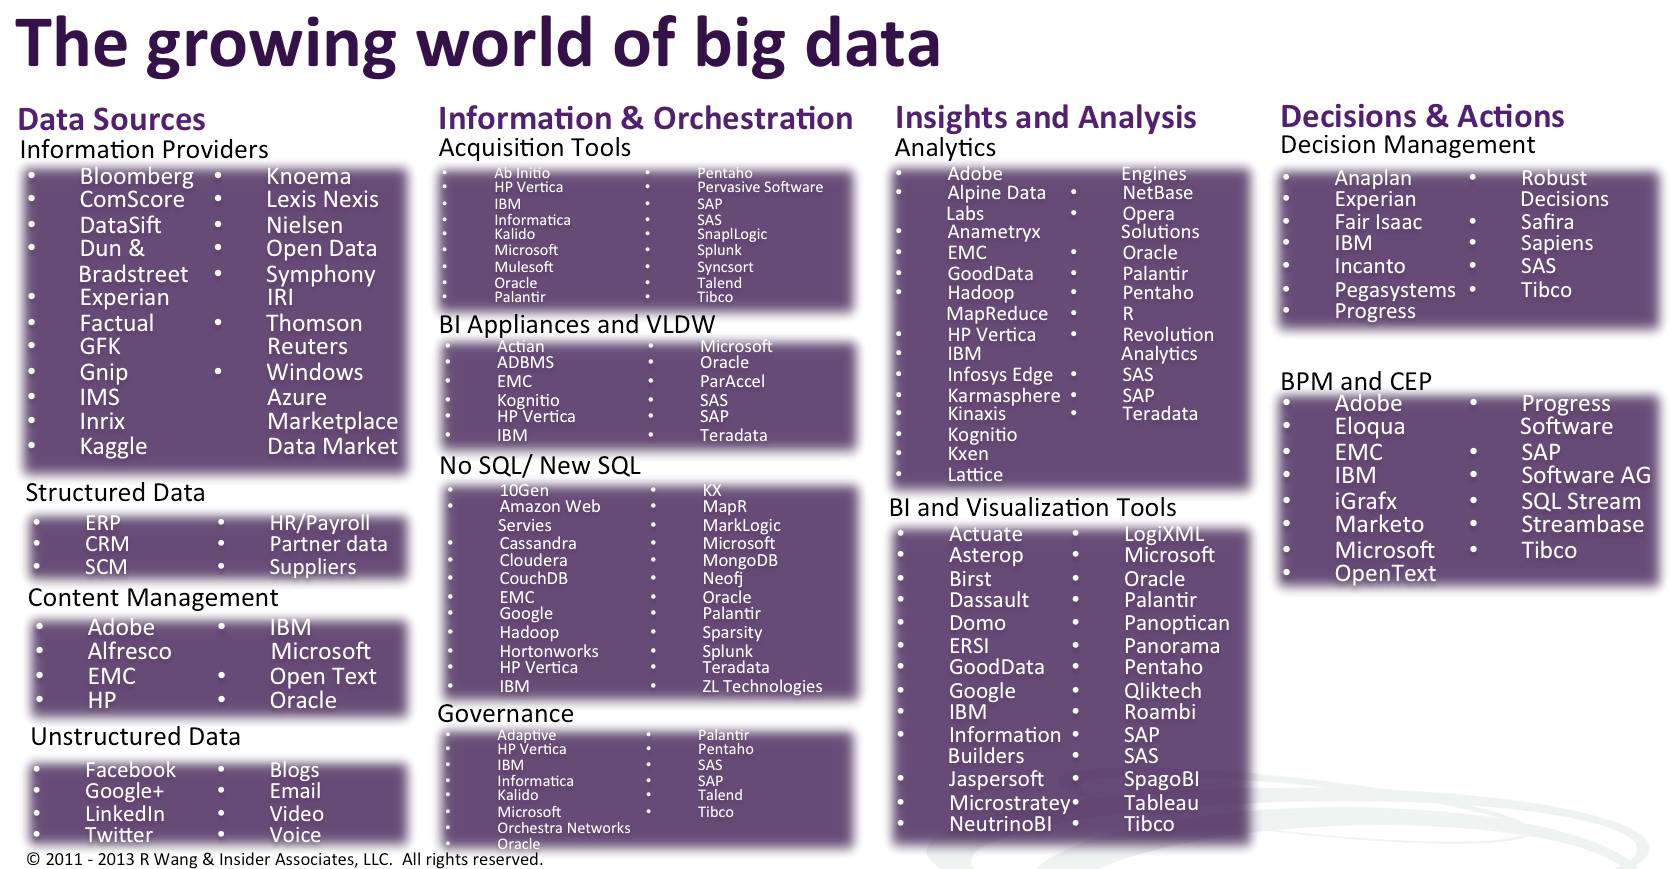 The growing world of big data
Data Sources
Information Providers
• Bloomberg
• ComScore
• DataSift
• Dun &
Bradstreet
• Experian
• Factual
• GFK
• Gnip
• IMS
• Inrix
• Kaggle
• Knoema
• Lexis Nexis
• Nielsen
• Open Data
• Symphony
IRI
• Thomson
Reuters
• Windows
Azure
Marketplace
Data Market
Structured Data
• ERP
• CRM
• SCM
• HR/Payroll
• Partner data
• Suppliers
Content Management
• Adobe
• Alfresco
• EMC
• HP
• IBM
Microsoft
• Open Text
• Oracle
Unstructured Data
• Facebook
• Google+
• LinkedIn
• Twitter
• Blogs
• Email
• Video
• Voice
Information & Orchestration
Acquisition Tools
• Ab Initio
• HP Vertica
• IBM
• Informatica
• Kalido
• Microsoft
• Mulesoft
• Oracle
• Palantir
• Pentaho
• Pervasive Software
• SAP
• SAS
• SnaplLogic
• Splunk
• Syncsort
• Talend
• Tibco
BI Appliances and VLDW
• Actian
• ADBMS
• EMC
• Kognitio
• HP Vertica
• IBM
• Microsoft
• Oracle
• ParAccel
• SAS
• SAP
• Teradata
No SQL/ New SQL
• 10Gen
• Amazon Web
Servies
• Cassandra
• Cloudera
• CouchDB
• EMC
• Google
• Hadoop
• Hortonworks
• HP Vertica
• IBM
• KX
• MapR
• MarkLogic
• Microsoft
• MongoDB
• Neofj
• Oracle
• Palantir
• Sparsity
• Splunk
• Teradata
• ZL Technologies
Governance
• Adaptive
• HP Vertica
• IBM
• Informatica
• Kalido
• Microsoft
• Orchestra Networks
• Oracle
• Palantir
• Pentaho
• SAS
• SAP
• Talend
• Tibco
Insights and Analysis
Analytics
• Adobe
• Alpine Data
Labs
• Anametryx
• EMC
• GoodData
• Hadoop
MapReduce
• HP Vertica
• IBM
• Infosys Edge
• Karmasphere
• Kinaxis
• Kognitio
• Kxen
• Lattice
Engines
• NetBase
• Opera
Solutions
• Oracle
• Palantir
• Pentaho
• R
• Revolution
Analytics
• SAS
• SAP
• Teradata
BI and Visualization Tools
• Actuate
• Asterop
• Birst
• Dassault
• Domo
• ERSI
• GoodData
• Google
• IBM
• Information
Builders
• Jaspersoft
• Microstratey
• NeutrinoBI
• LogiXML
• Microsoft
• Oracle
• Palantir
• Panoptican
• Panorama
• Pentaho
• Qliktech
• Roambi
• SAP
• SAS
• SpagoBI
• Tableau
• Tibco
Decisions & Actions
Decision Management
• Anaplan
• Experian
• Fair Isaac
• IBM
• Incanto
• Pegasystems
• Progress
• Robust
Decisions
• Safira
• Sapiens
• SAS
• Tibco
BPM and CEP
• Adobe
• Eloqua
• EMC
• IBM
• iGrafx
• Marketo
• Microsoft
• OpenText
• Progress
Software
• SAP
• Software AG
• SQL Stream
• Streambase
• Tibco
© 2011 - 2013 R Wang & Insider Associates, LLC. All rights reserved.